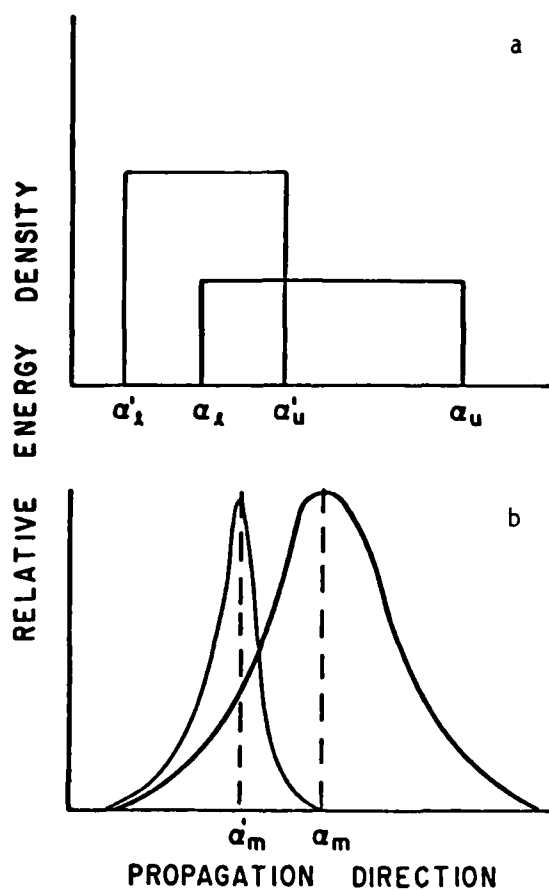 a
RELATIVE ENERGY DENSITY
α'ℓ αℓ α'u αu
b
α'm αm
PROPAGATION DIRECTION